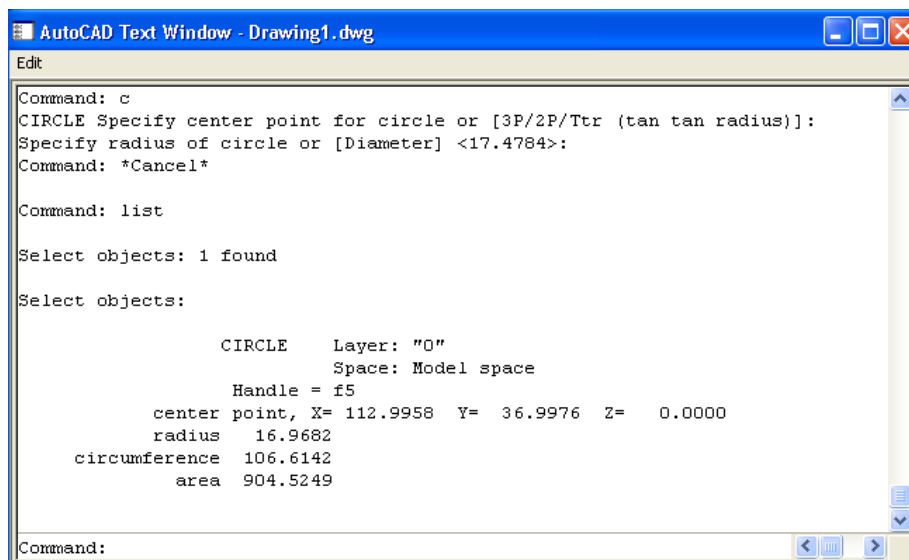 AutoCAD Text Window - Drawing1.dwg
Edit
Command: c
CIRCLE Specify center point for circle or [3P/2P/Ttr (tan tan radius)]:
Specify radius of circle or [Diameter] <17.4784>:
Command: *Cancel*
Command: list
Select objects: 1 found
Select objects:
CIRCLE    Layer: "0"
Space: Model space
Handle = f5
center point, X= 112.9958  Y=  36.9976  Z=   0.0000
radius   16.9682
circumference  106.6142
area  904.5249
Command: